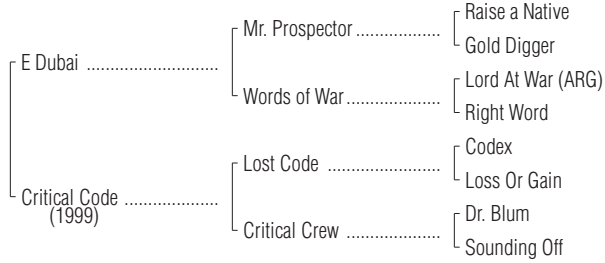 Raise a Native
Mr. Prospector ....................
Gold Digger
E Dubai ................................
Lord At War (ARG)
Words of War......................
Right Word
Codex
Lost Code ..........................
Loss Or Gain
Critical Code .......................
(1999)
Dr. Blum
Critical Crew ......................
Sounding Off